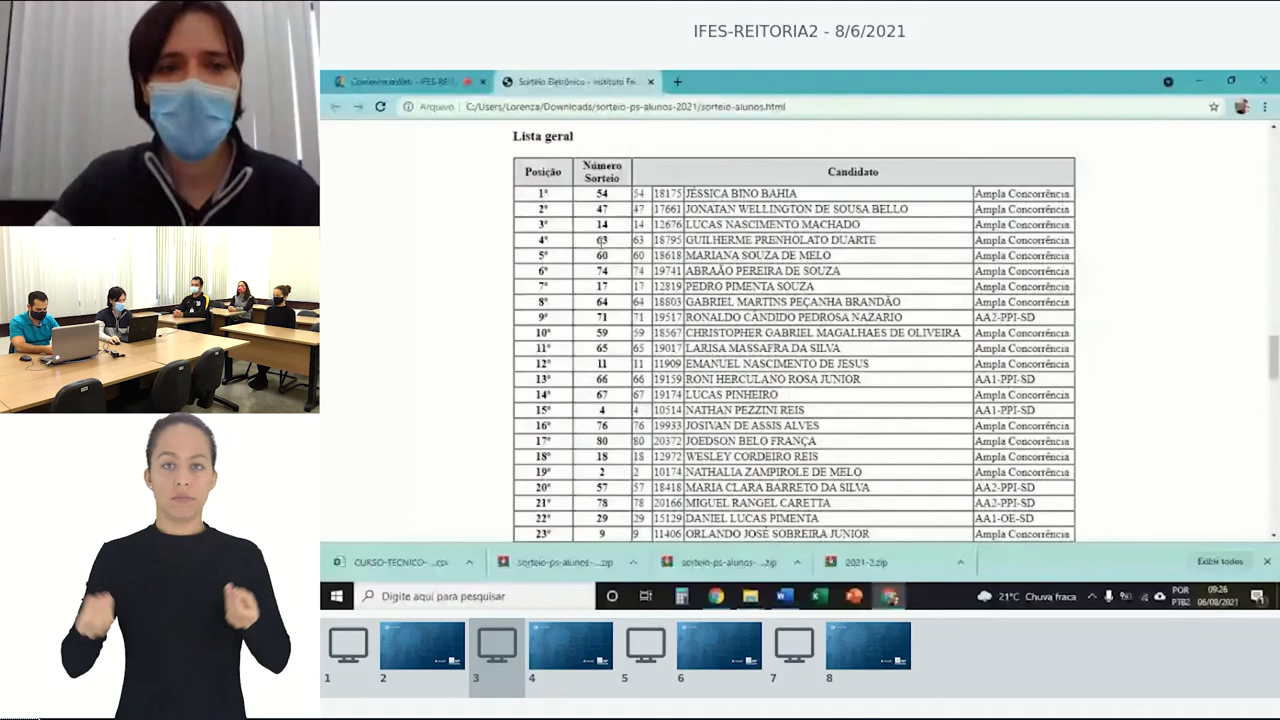 IFES-REITORIA2 - 8/6/2021
Sorteio Eletrônico - Instituto Fe
Arquivo | C:/Users/Lorenza/Downloads/sorteio-ps-alunos-2021/sorteio-alunos.html
Lista geral
Posição Número Sorteio Candidato
1º 54 54 18175 JÉSSICA BINO BAHIA Ampla Concorrência
2º 47 47 17661 JONATAN WELLINGTON DE SOUSA BELLO Ampla Concorrência
3º 14 14 12676 LUCAS NASCIMENTO MACHADO Ampla Concorrência
4º 63 63 18795 GUILHERME PRENHOLATO DUARTE Ampla Concorrência
5º 60 60 18618 MARIANA SOUZA DE MELO Ampla Concorrência
6º 74 74 19741 ABRAÃO PEREIRA DE SOUZA Ampla Concorrência
7º 17 17 12819 PEDRO PIMENTA SOUZA Ampla Concorrência
8º 64 64 18803 GABRIEL MARTINS PEÇANHA BRANDÃO Ampla Concorrência
9º 71 71 19517 RONALDO CÂNDIDO PEDROSA NAZARIO AA2-PPI-SD
10º 59 59 18567 CHRISTOPHER GABRIEL MAGALHAES DE OLIVEIRA Ampla Concorrência
11º 65 65 19017 LARISA MASSAFRA DA SILVA Ampla Concorrência
12º 11 11 11909 EMANUEL NASCIMENTO DE JESUS Ampla Concorrência
13º 66 66 19159 RONI HERCULANO ROSA JUNIOR AA1-PPI-SD
14º 67 67 19174 LUCAS PINHEIRO Ampla Concorrência
15º 4 4 10514 NATHAN PEZZINI REIS AA1-PPI-SD
16º 76 76 19933 JOSIVAN DE ASSIS ALVES Ampla Concorrência
17º 80 80 20372 JOEDSON BELO FRANÇA Ampla Concorrência
18º 18 18 12972 WESLEY CORDEIRO REIS Ampla Concorrência
19º 2 2 10174 NATHALIA ZAMPIROLE DE MELO Ampla Concorrência
20º 57 57 18418 MARIA CLARA BARRETO DA SILVA AA2-PPI-SD
21º 78 78 20166 MIGUEL RANGEL CARETTA AA2-PPI-SD
22º 29 29 15129 DANIEL LUCAS PIMENTA AA1-OE-SD
23º 9 9 11406 ORLANDO JOSÉ SOBREIRA JUNIOR Ampla Concorrência
CURSO-TECNICO-....csv sorteio-ps-alunos-....zip sorteio-ps-alunos-....zip 2021-2.zip Exibir todos
Digite aqui para pesquisar 21°C Chuva fraca POR PTB2 09:26 06/08/2021
1 2 3 4 5 6 7 8